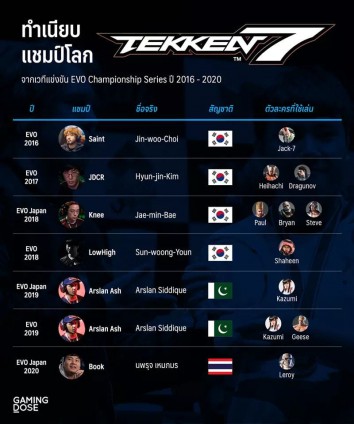 ทำเนียบ
แชมป์โลก
TEKKEN 7
TM
จากเวทีแข่งขัน EVO Championship Series ปี 2016 - 2020
ปี แชมป์ ชื่อจริง สัญชาติ ตัวละครที่ใช้เล่น
EVO 2016 Saint Jin-woo-Choi Jack-7
EVO 2017 JDCR Hyun-jin-Kim Heihachi Dragunov
EVO Japan 2018 Knee Jae-min-Bae Paul Bryan Steve
EVO 2018 LowHigh Sun-woong-Youn Shaheen
EVO Japan 2019 Arslan Ash Arslan Siddique Kazumi
EVO 2019 Arslan Ash Arslan Siddique Kazumi Geese
EVO Japan 2020 Book นพรุจ เหมกมร Leroy
GAMING
DOSE